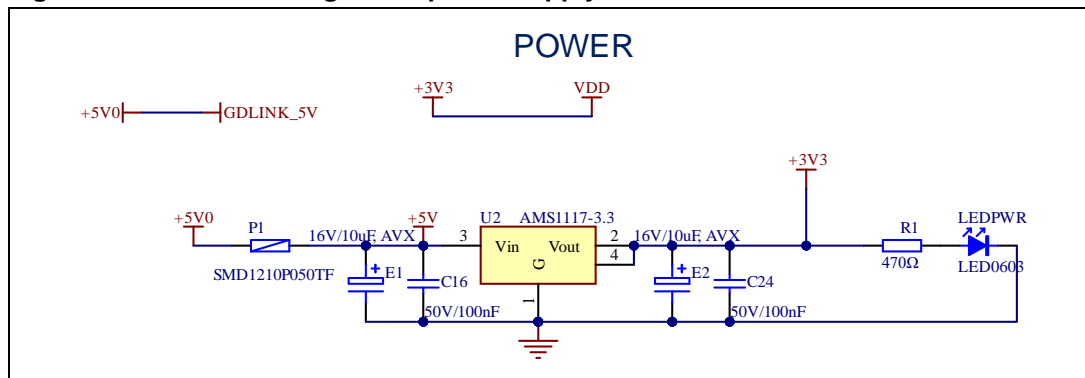 POWER
+5V0
GDLINK_5V
+3V3
VDD
+3V3
+5V0
P1
SMD1210P050TF
16V/10uF, AVX
+5V
E1
C16
50V/100nF
U2
AMS1117-3.3
3
Vin
Vout
G
1
2
4
16V/10uF, AVX
E2
C24
50V/100nF
R1
470Ω
LEDPWR
LED0603